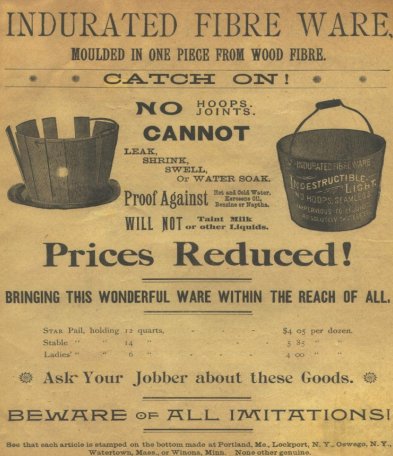 INDURATED FIBRE WARE,
MOULDED IN ONE PIECE FROM WOOD FIBRE.
CATCH ON!
NO HOOPS. JOINTS.
CANNOT
LEAK,
SHRINK,
SWELL,
Or WATER SOAK.
Proof Against Hot and Cold Water, Kerosene Oil, Benzine or Naptha.
WILL NOT Taint Milk or other Liquids.
INDURATED FIBRE WARE
INDESTRUCTIBLE
LIGHT
NO HOOPS, SEAMLESS
IMPERVIOUS TO
ABSOLUTELY
Prices Reduced!
BRINGING THIS WONDERFUL WARE WITHIN THE REACH OF ALL.
STAR Pail, holding 12 quarts, - - - - $4 05 per dozen.
Stable " " 14 " - - - - 5 85 " "
Ladies' " " 6 " - - - - 4 00 " "
Ask Your Jobber about these Goods.
BEWARE OF ALL IMITATIONS!
See that each article is stamped on the bottom made at Portland, Me., Lockport, N. Y., Oswego, N. Y.,
Watertown, Mass., or Winona, Minn. None other genuine.